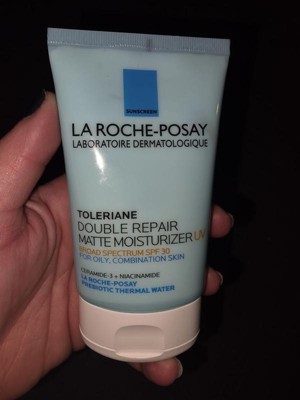 SUNSCREEN
LA ROCHE-POSAY
LABORATOIRE DERMATOLOGIQUE
TOLERIANE
DOUBLE REPAIR
MATTE MOISTURIZER UV
BROAD SPECTRUM SPF 30
FOR OILY, COMBINATION SKIN
CERAMIDE-3 + NIACINAMIDE
LA ROCHE-POSAY
PREBIOTIC THERMAL WATER